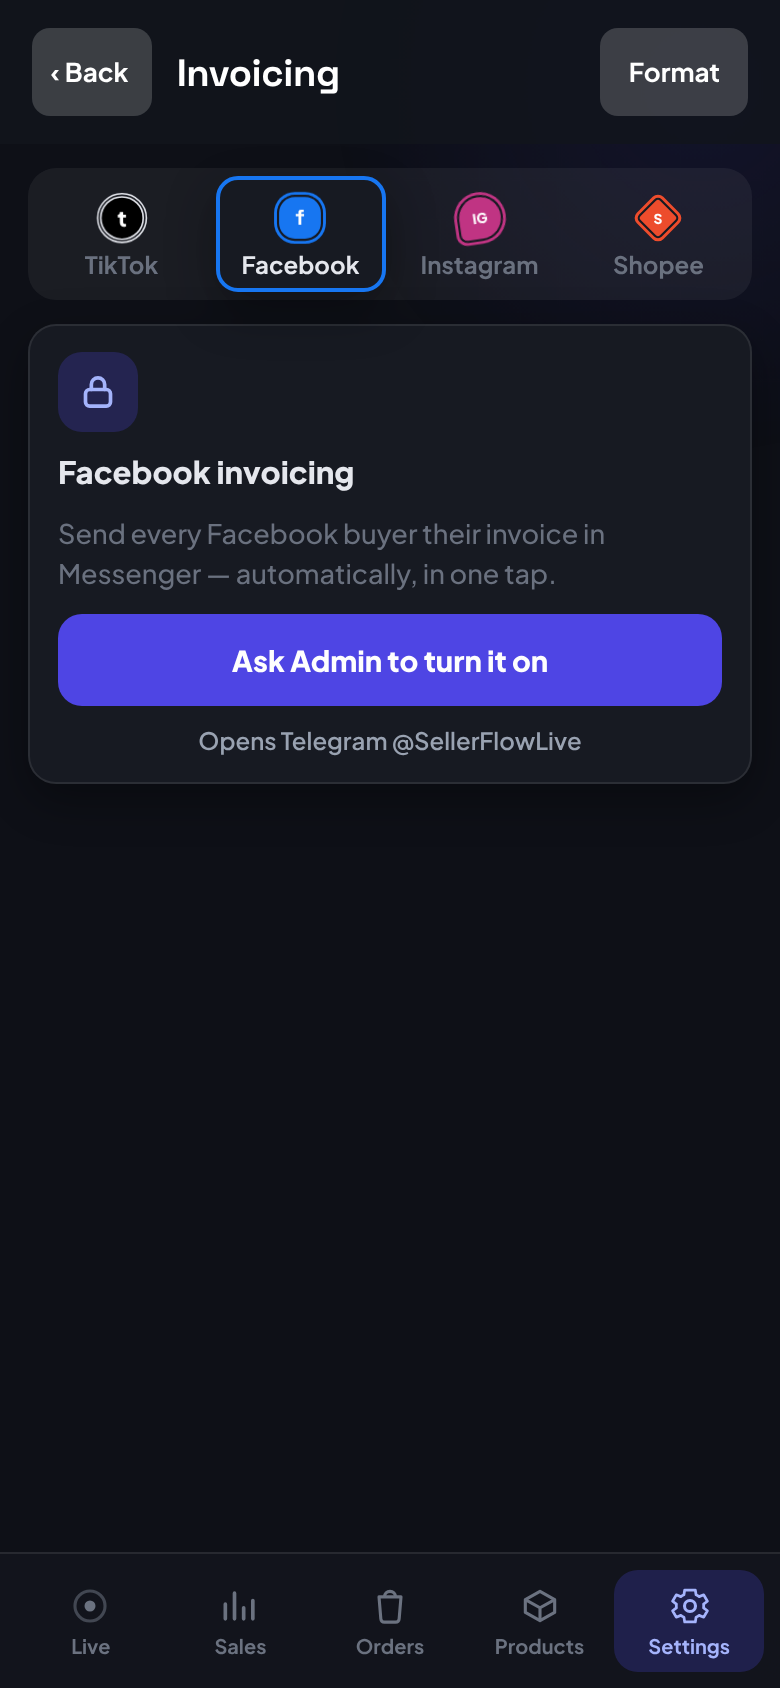 ‹ Back
Invoicing
Format
t
TikTok
f
Facebook
IG
Instagram
S
Shopee
Facebook invoicing
Send every Facebook buyer their invoice in
Messenger — automatically, in one tap.
Ask Admin to turn it on
Opens Telegram @SellerFlowLive
Live
Sales
Orders
Products
Settings